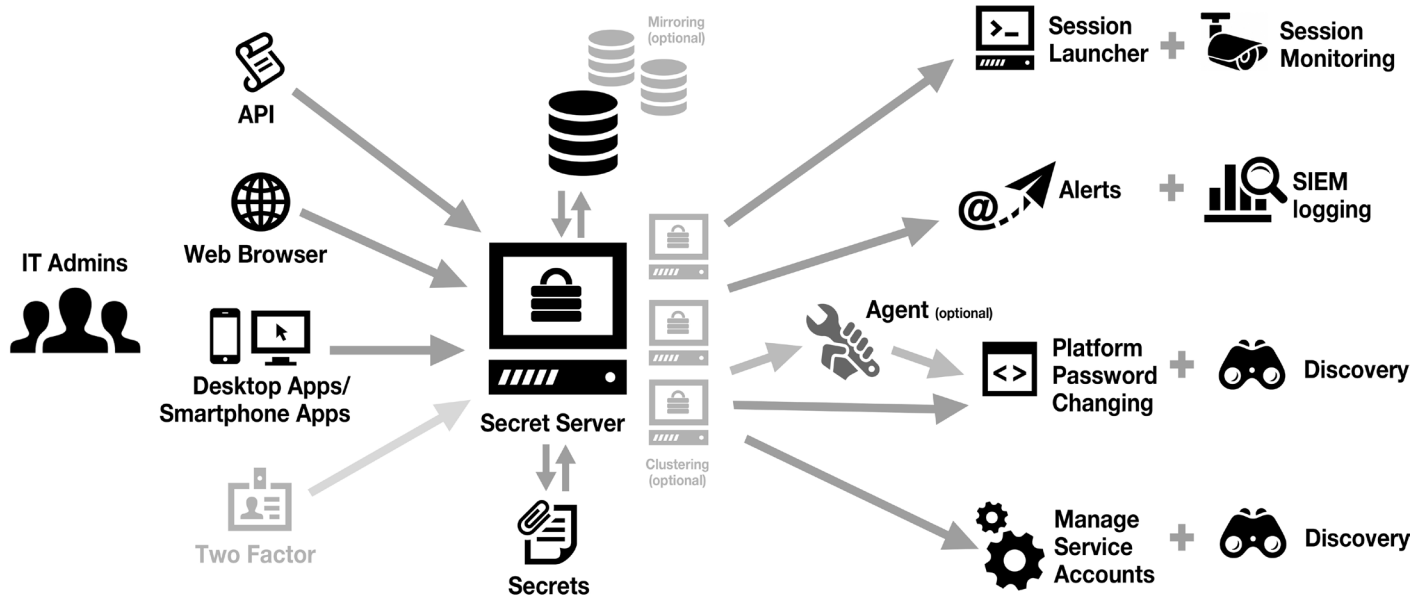 Mirroring
(optional)
API
Web Browser
IT Admins
Desktop Apps/
Smartphone Apps
Two Factor
Secret Server
Secrets
Clustering
(optional)
Session
Launcher
Session
Monitoring
@
Alerts
SIEM
logging
Agent (optional)
Platform
Password
Changing
Discovery
Manage
Service
Accounts
Discovery